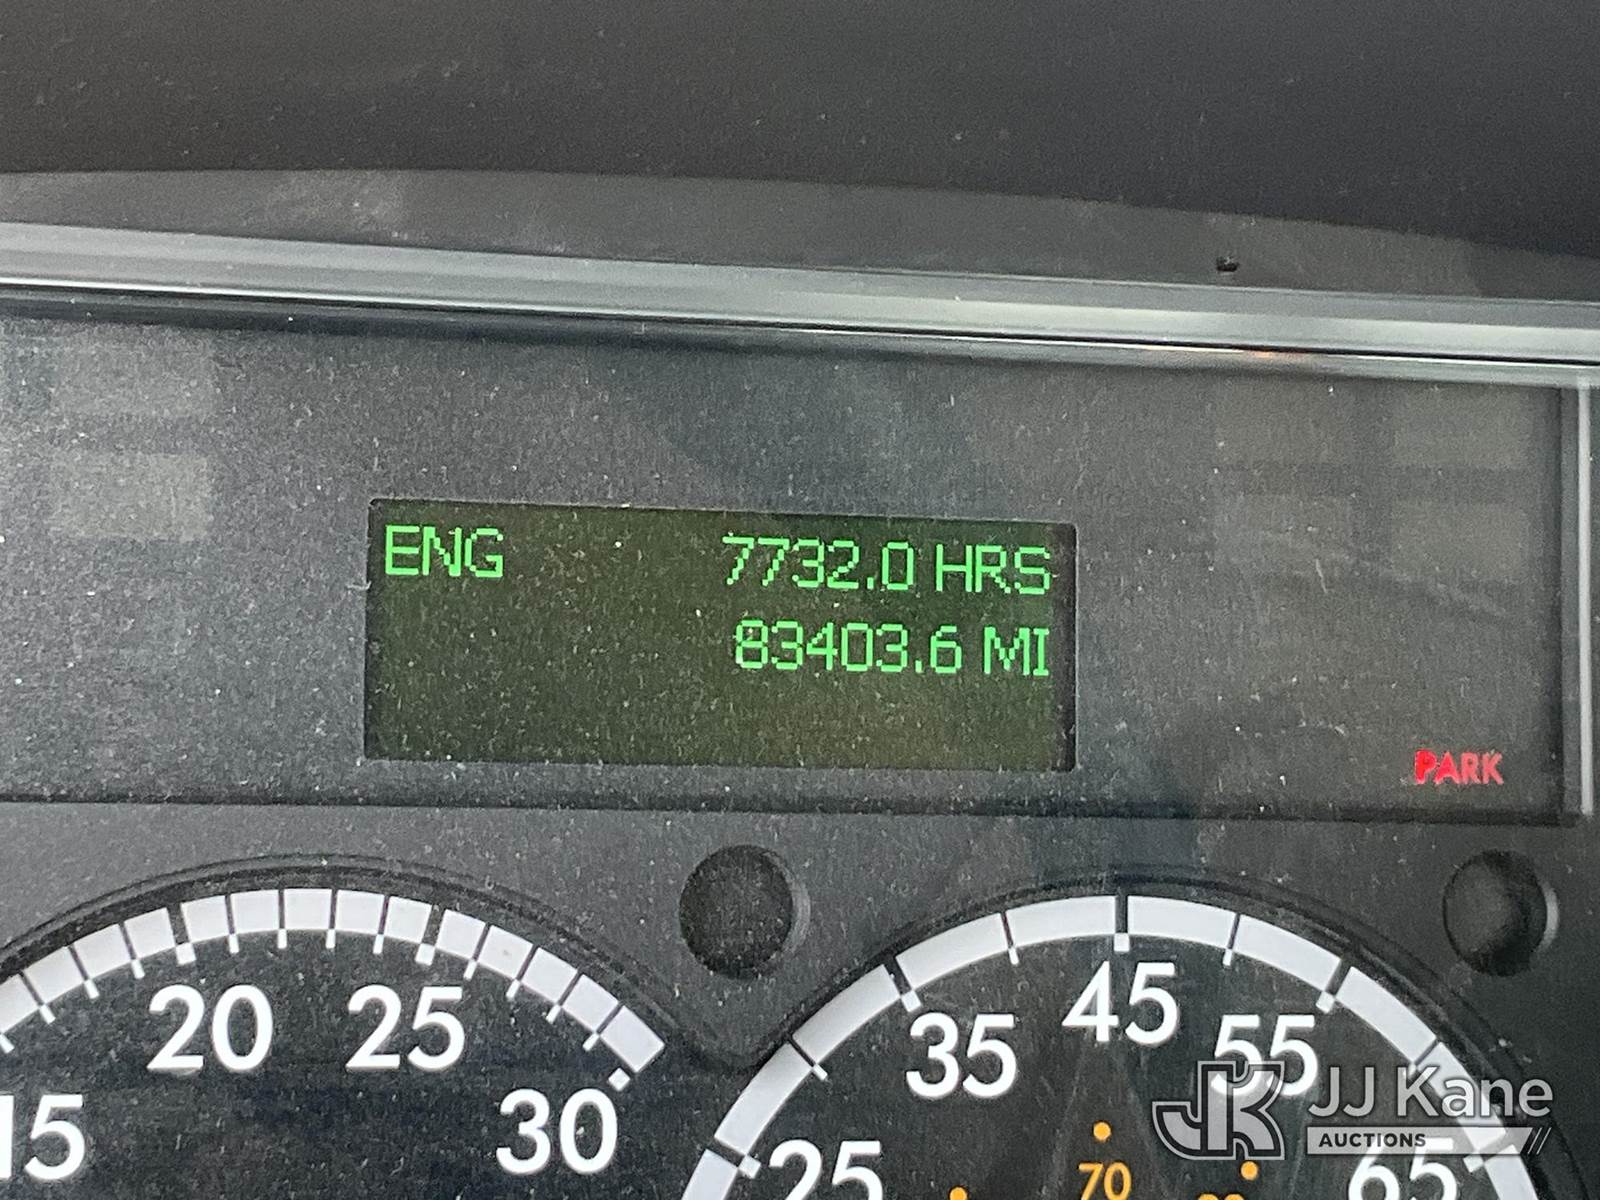 ENG 7732.0 HRS
83403.6 MI
PARK
15 20 25 30
25 35 45 55 65
70
JK JJ Kane
AUCTIONS